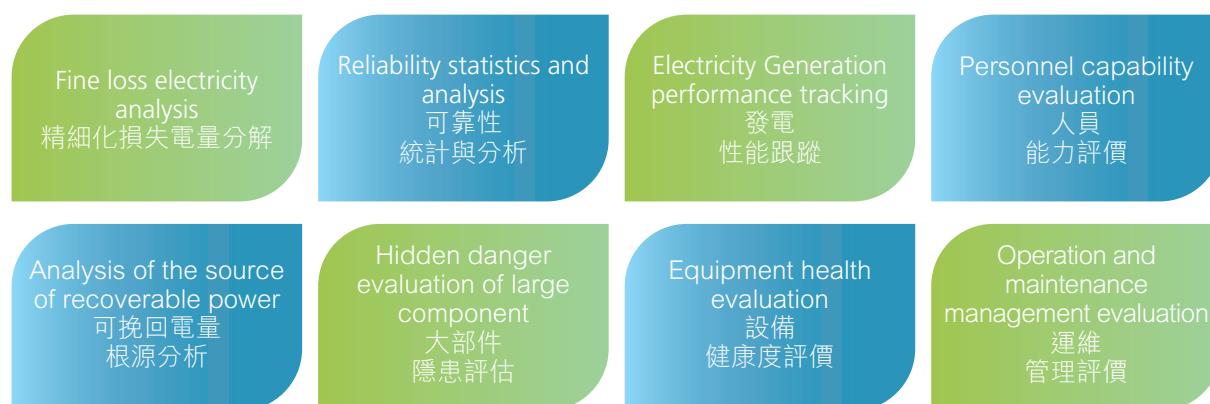 Fine loss electricity
analysis
精細化損失電量分解
Reliability statistics and
analysis
可靠性
統計與分析
Electricity Generation
performance tracking
發電
性能跟蹤
Personnel capability
evaluation
人員
能力評價
Analysis of the source
of recoverable power
可挽回電量
根源分析
Hidden danger
evaluation of large
component
大部件
隱患評估
Equipment health
evaluation
設備
健康度評價
Operation and
maintenance
management evaluation
運維
管理評價